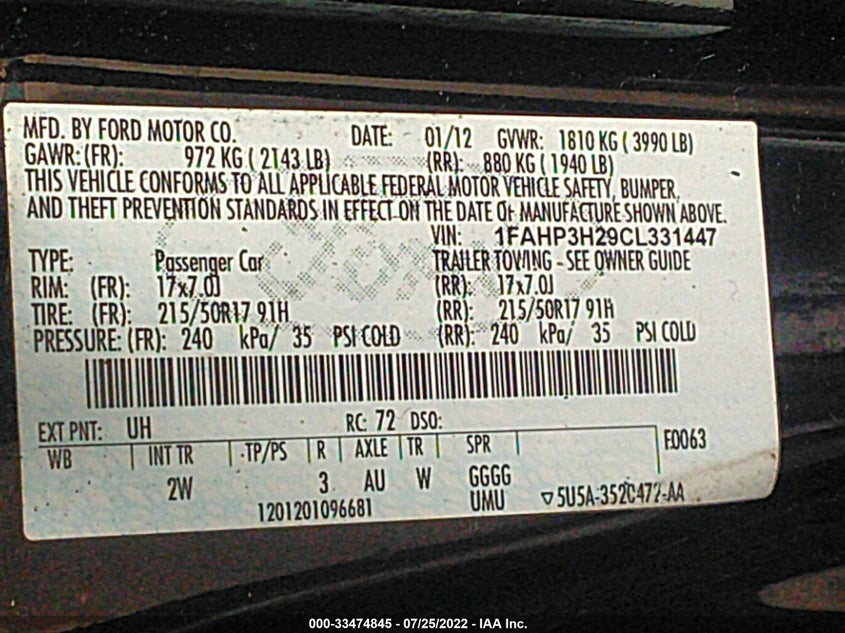 MFD. BY FORD MOTOR CO. DATE: 01/12 GVWR: 1810 KG ( 3990 LB)
GAWR: (FR): 972 KG ( 2143 LB) (RR): 880 KG ( 1940 LB)
THIS VEHICLE CONFORMS TO ALL APPLICABLE FEDERAL MOTOR VEHICLE SAFETY, BUMPER,
AND THEFT PREVENTION STANDARDS IN EFFECT ON THE DATE OF MANUFACTURE SHOWN ABOVE.
VIN: 1FAHP3H29CL331447
TYPE: Passenger Car TRAILER TOWING - SEE OWNER GUIDE
RIM: (FR): 17x7.0J (RR): 17x7.0J
TIRE: (FR): 215/50R17 91H (RR): 215/50R17 91H
PRESSURE: (FR): 240 kPa/ 35 PSI COLD (RR): 240 kPa/ 35 PSI COLD
EXT PNT: UH RC: 72 DSO:
WB INT TR TP/PS R AXLE TR SPR F0063
2W 3 AU W GGGG
1201201096681 UMU 5U5A-3520472-AA
000-33474845 - 07/25/2022 - IAA Inc.